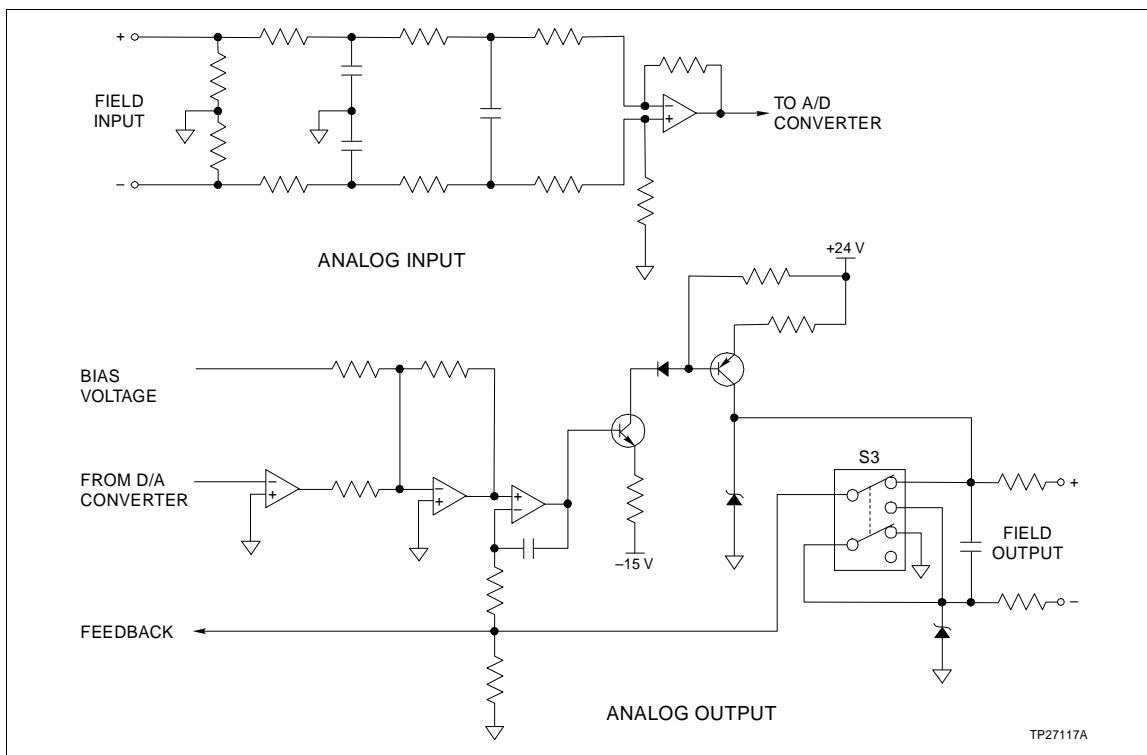 +
FIELD
INPUT
–
–
+
TO A/D
CONVERTER
ANALOG INPUT
+24 V
BIAS
VOLTAGE
FROM D/A
CONVERTER
–
+
–
+
+
–
–15 V
S3
+
FIELD
OUTPUT
–
FEEDBACK
ANALOG OUTPUT
TP27117A